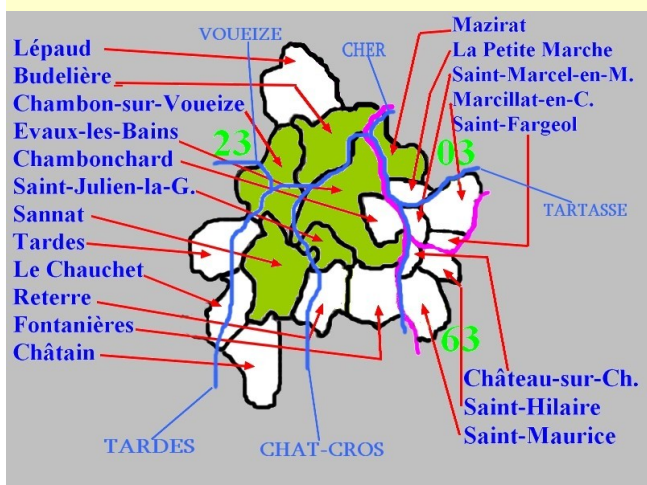 VOUEIZE
CHER
Lépaud
Budelière
Chambon-sur-Voueize
Evaux-les-Bains
Chambonchard
Saint-Julien-la-G.
Sannat
Tardes
Le Chauchet
Reterre
Fontanières
Châtain
23
Mazirat
La Petite Marche
Saint-Marcel-en-M.
Marcillat-en-C.
Saint-Fargeol
03
TARTASSE
63
Château-sur-Ch.
Saint-Hilaire
Saint-Maurice
TARDES
CHAT-CROS